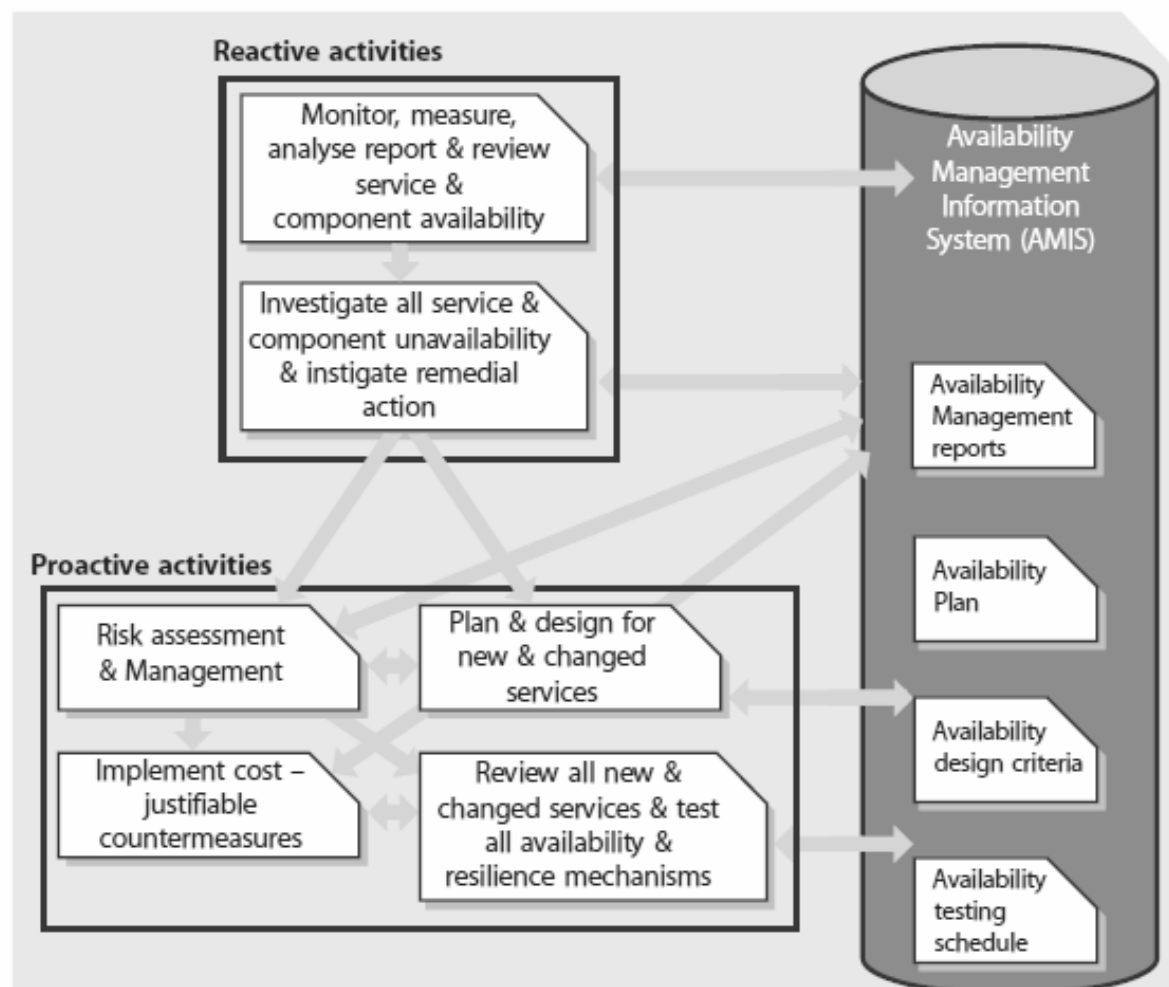 Reactive activities
Monitor, measure,
analyse report & review
service &
component availability
Investigate all service &
component unavailability
& instigate remedial
action
Proactive activities
Risk assessment
& Management
Plan & design for
new & changed
services
Implement cost –
justifiable
countermeasures
Review all new &
changed services & test
all availability &
resilience mechanisms
Availability
Management
Information
System (AMIS)
Availability
Management
reports
Availability
Plan
Availability
design criteria
Availability
testing
schedule